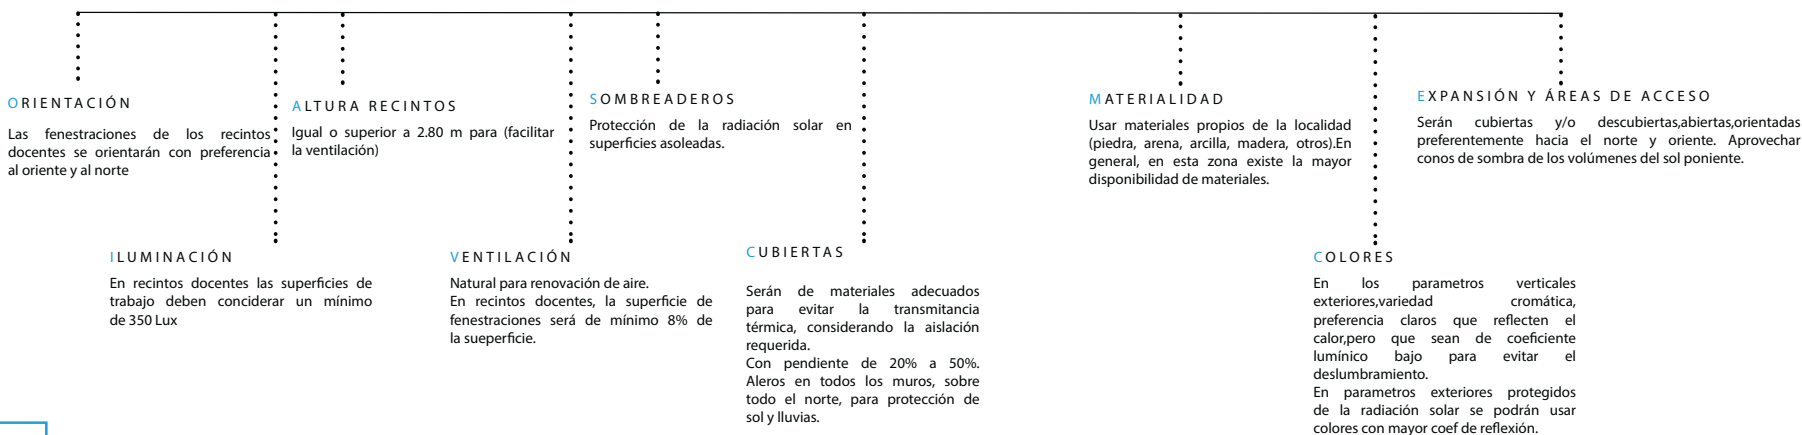 ORIENTACIÓN
Las fenestraciones de los recintos
docentes se orientarán con preferencia
al oriente y al norte
ALTURA RECINTOS
Igual o superior a 2.80 m para (facilitar
la ventilación)
SOMBREADEROS
Protección de la radiación solar en
superficies asoleadas.
MATERIALIDAD
Usar materiales propios de la localidad
(piedra, arena, arcilla, madera, otros).En
general, en esta zona existe la mayor
disponibilidad de materiales.
EXPANSIÓN Y ÁREAS DE ACCESO
Serán cubiertas y/o descubiertas,abiertas,orientadas
preferentemente hacia el norte y oriente. Aprovechar
conos de sombra de los volúmenes del sol poniente.
ILUMINACIÓN
En recintos docentes las superficies de
trabajo deben conciderar un mínimo
de 350 Lux
VENTILACIÓN
Natural para renovación de aire.
En recintos docentes, la superficie de
fenestraciones será de mínimo 8% de
la sueperficie.
CUBIERTAS
Serán de materiales adecuados
para evitar la transmitancia
térmica, considerando la aislación
requerida.
Con pendiente de 20% a 50%.
Aleros en todos los muros, sobre
todo el norte, para protección de
sol y lluvias.
COLORES
En los parametros verticales
exteriores,variedad cromática,
preferencia claros que reflecten el
calor,pero que sean de coeficiente
lumínico bajo para evitar el
deslumbramiento.
En parametros exteriores protegidos
de la radiación solar se podrán usar
colores con mayor coef de reflexión.